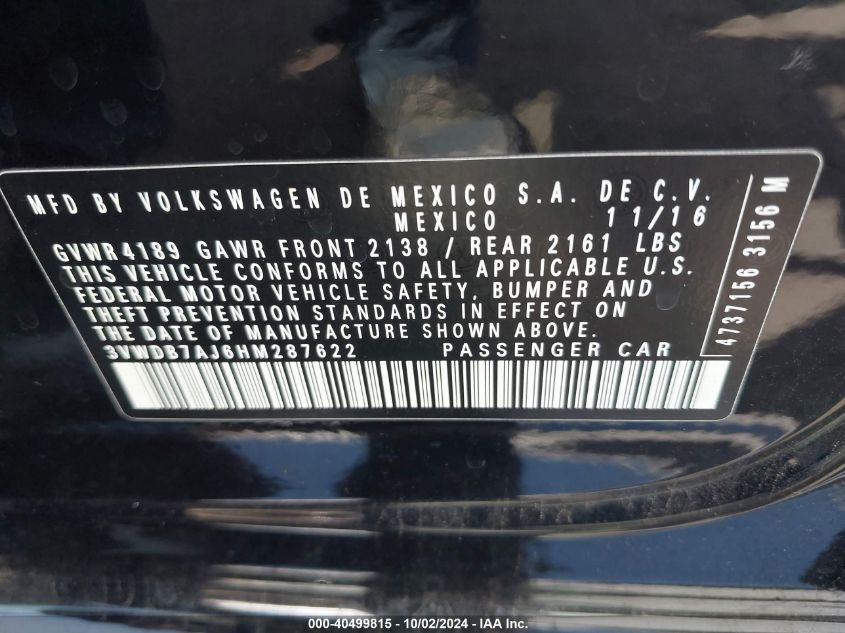 MFD BY VOLKSWAGEN DE MEXICO S.A. DE C.V.
MEXICO 11/16
GVWR 4189 GAWR FRONT 2138 / REAR 2161 LBS
THIS VEHICLE CONFORMS TO ALL APPLICABLE U.S.
FEDERAL MOTOR VEHICLE SAFETY, BUMPER AND
THEFT PREVENTION STANDARDS IN EFFECT ON
THE DATE OF MANUFACTURE SHOWN ABOVE.
3VWDB7AJ6HM287622 PASSENGER CAR
4737156 3156 M
000-40499815 - 10/02/2024 - IAA Inc.